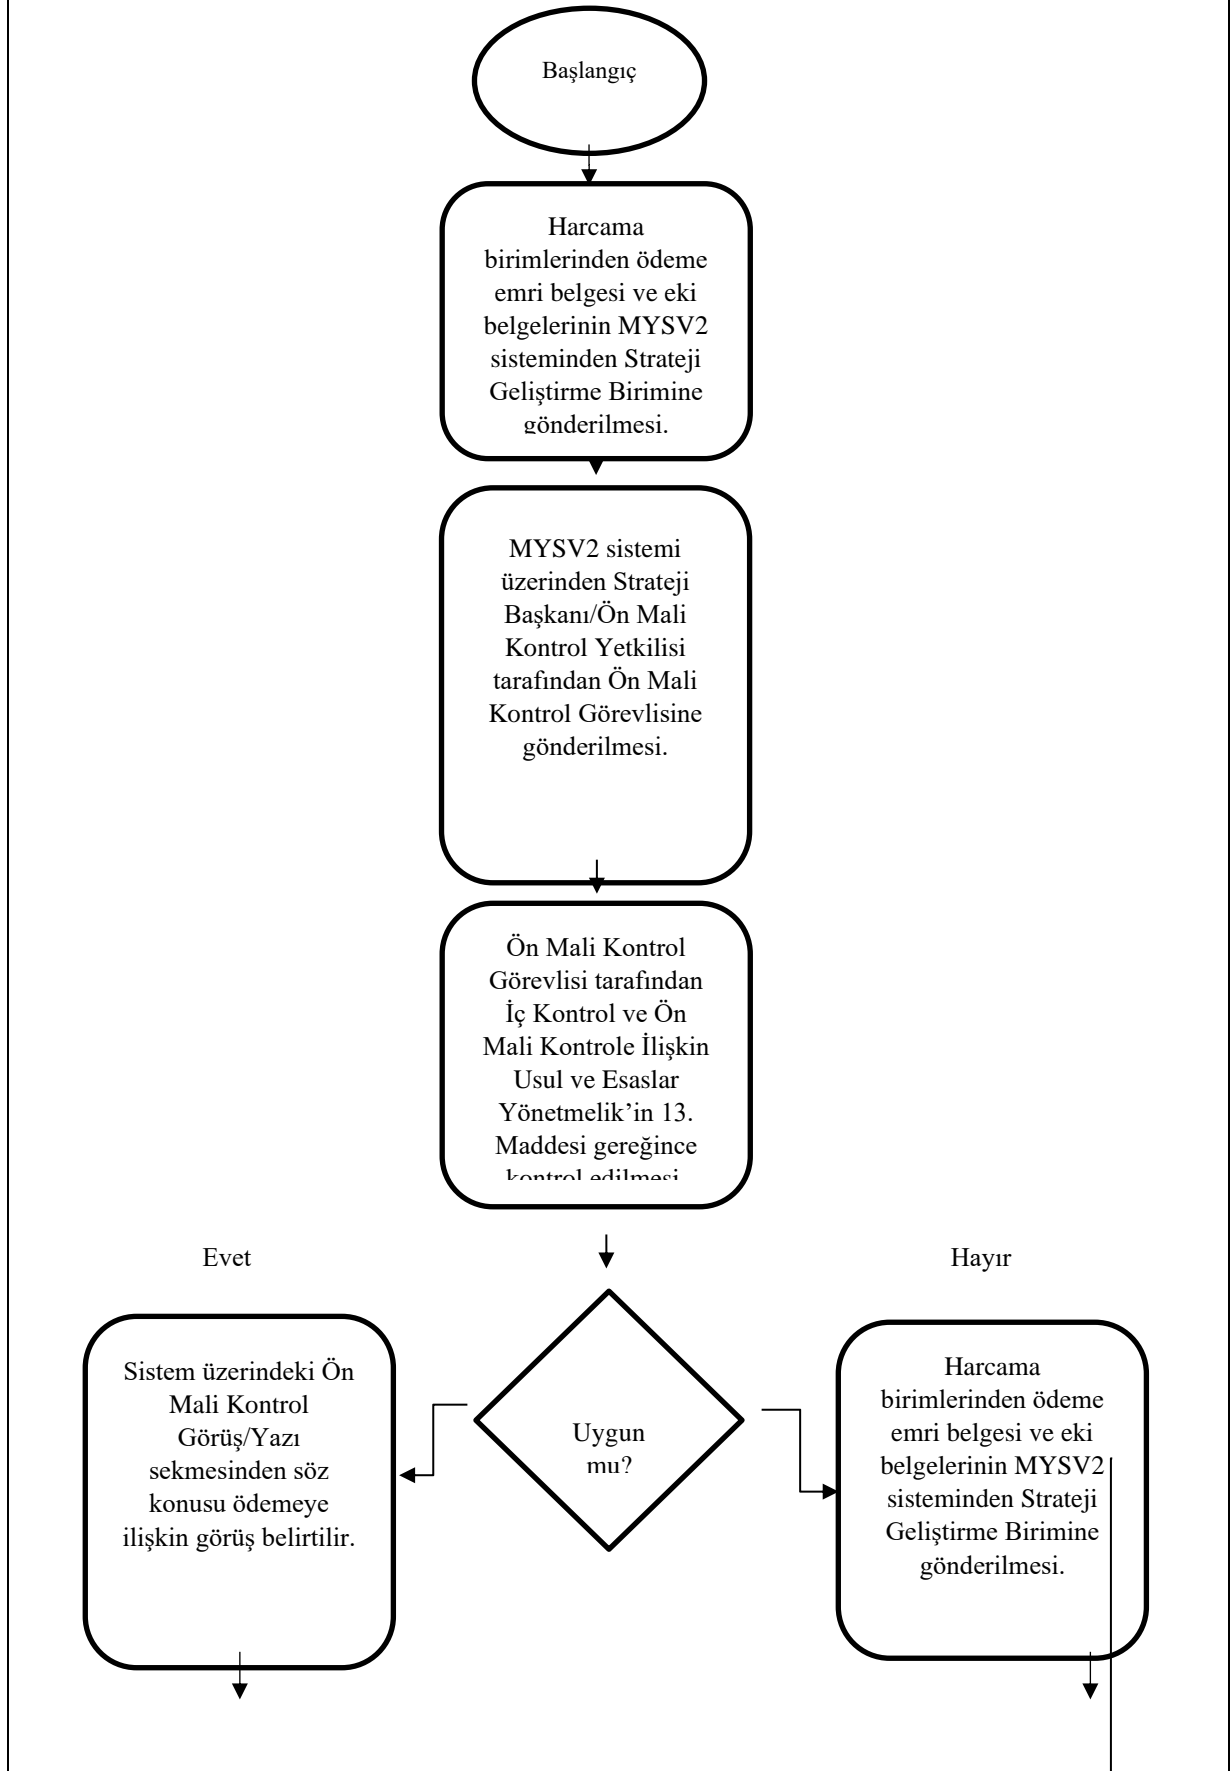 Başlangıç
Harcama
birimlerinden ödeme
emri belgesi ve eki
belgelerinin MYSV2
sisteminden Strateji
Geliştirme Birimine
gönderilmesi.
MYSV2 sistemi
üzerinden Strateji
Başkanı/Ön Mali
Kontrol Yetkilisi
tarafından Ön Mali
Kontrol Görevlisine
gönderilmesi.
Ön Mali Kontrol
Görevlisi tarafından
İç Kontrol ve Ön
Mali Kontrole İlişkin
Usul ve Esaslar
Yönetmelik’in 13.
Maddesi gereğince
kontrol edilmesi
Evet
Hayır
Sistem üzerindeki Ön
Mali Kontrol
Görüş/Yazı
sekmesinden söz
konusu ödemeye
ilişkin görüş belirtilir.
Uygun
mu?
Harcama
birimlerinden ödeme
emri belgesi ve eki
belgelerinin MYSV2
sisteminden Strateji
Geliştirme Birimine
gönderilmesi.